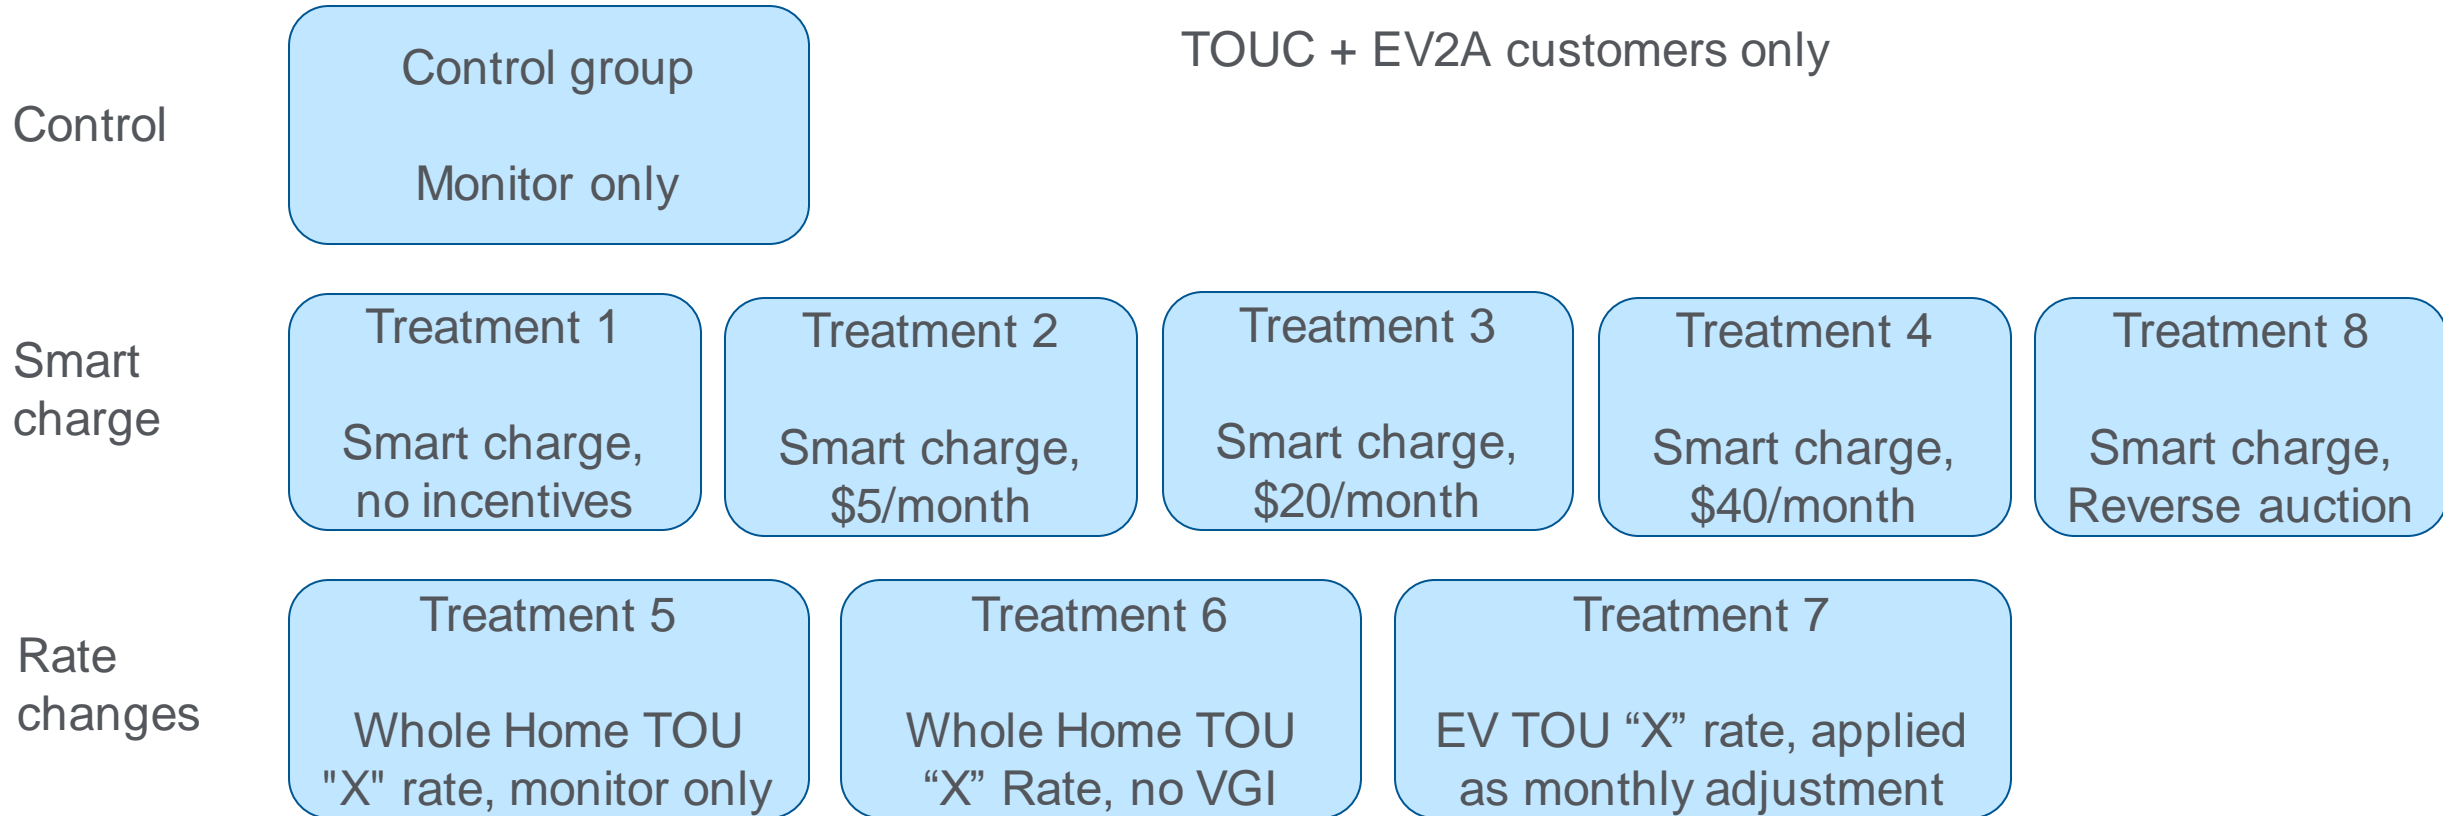 Control
Control group
Monitor only
TOUC + EV2A customers only
Smart
charge
Treatment 1
Smart charge,
no incentives
Treatment 2
Smart charge,
$5/month
Treatment 3
Smart charge,
$20/month
Treatment 4
Smart charge,
$40/month
Treatment 8
Smart charge,
Reverse auction
Rate
changes
Treatment 5
Whole Home TOU
"X" rate, monitor only
Treatment 6
Whole Home TOU
“X” Rate, no VGI
Treatment 7
EV TOU “X” rate, applied
as monthly adjustment